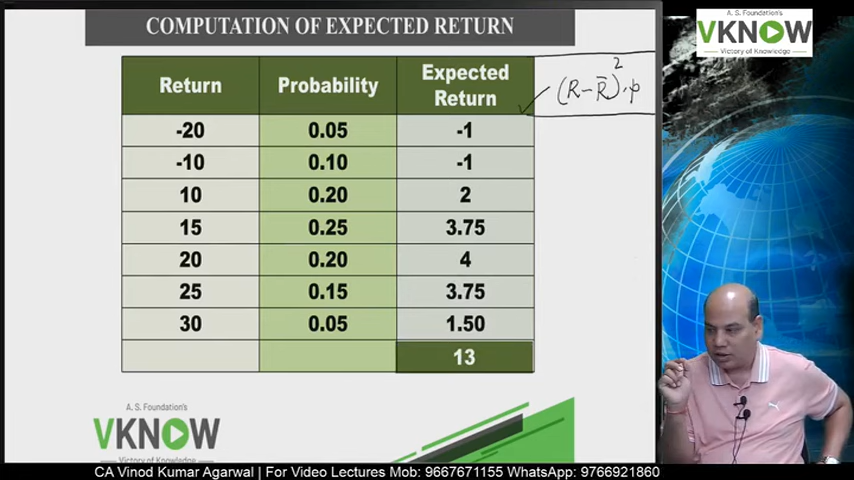 COMPUTATION OF EXPECTED RETURN
A. S. Foundation's
VKNOW
Victory of Knowledge
Return Probability Expected Return (R-R̄)².p
-20 0.05 -1
-10 0.10 -1
10 0.20 2
15 0.25 3.75
20 0.20 4
25 0.15 3.75
30 0.05 1.50
13
A. S. Foundation's
VKNOW
Victory of Knowledge
CA Vinod Kumar Agarwal | For Video Lectures Mob: 9667671155 WhatsApp: 9766921860